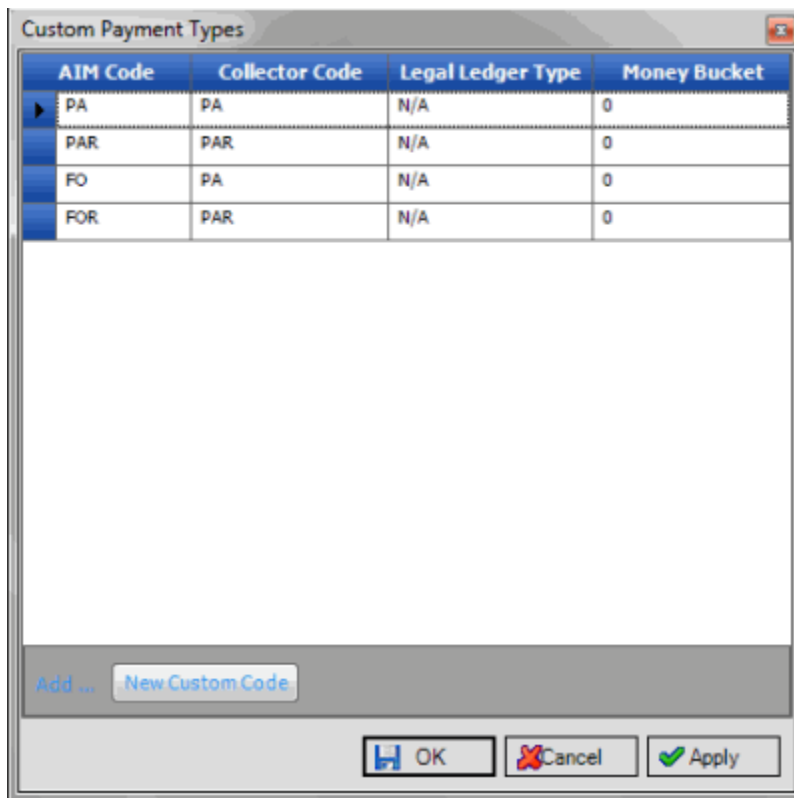 Custom Payment Types
AIM Code Collector Code Legal Ledger Type Money Bucket
PA PA N/A 0
PAR PAR N/A 0
FO PA N/A 0
FOR PAR N/A 0
Add ... New Custom Code
OK Cancel Apply